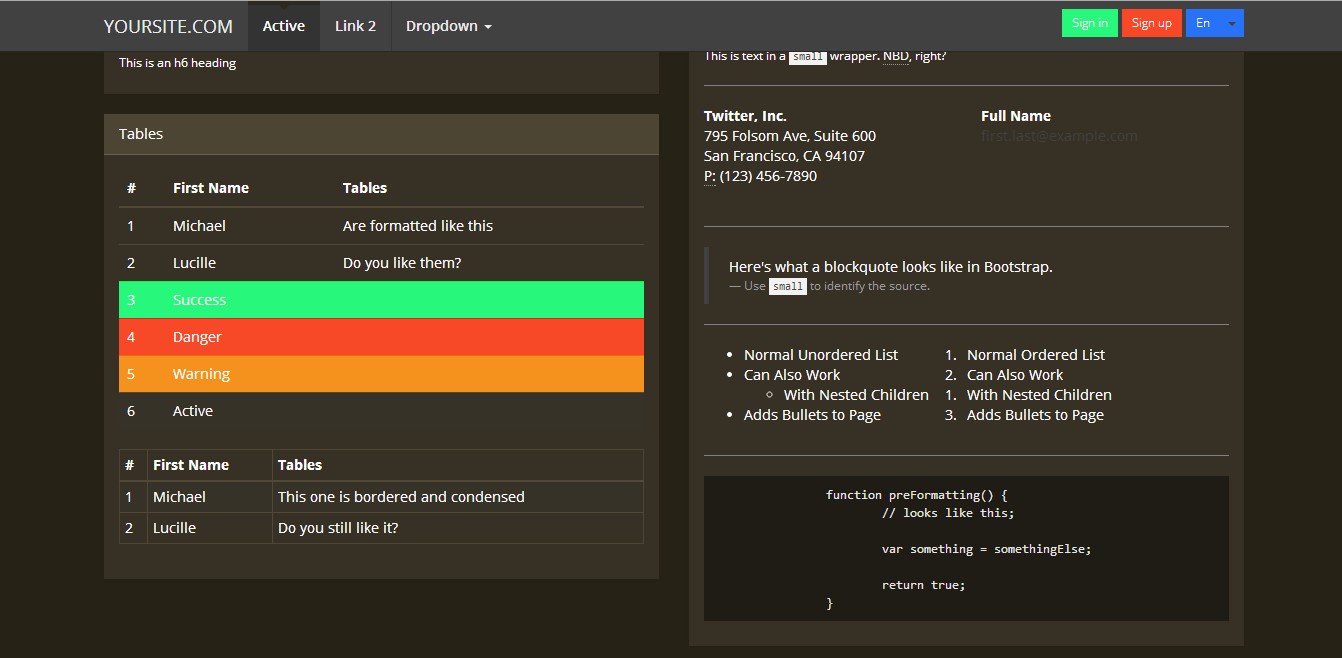 YOURSITE.COM Active Link 2 Dropdown Sign in Sign up En
This is an h6 heading
Tables
# First Name Tables
1 Michael Are formatted like this
2 Lucille Do you like them?
3 Success
4 Danger
5 Warning
6 Active
# First Name Tables
1 Michael This one is bordered and condensed
2 Lucille Do you still like it?
This is text in a small wrapper. NBD, right?
Twitter, Inc.
795 Folsom Ave, Suite 600
San Francisco, CA 94107
P: (123) 456-7890
Full Name
first.last@example.com
Here's what a blockquote looks like in Bootstrap.
— Use small to identify the source.
• Normal Unordered List
• Can Also Work
◦ With Nested Children
• Adds Bullets to Page
1. Normal Ordered List
2. Can Also Work
1. With Nested Children
3. Adds Bullets to Page
function preFormatting() {
// looks like this;
var something = somethingElse;
return true;
}